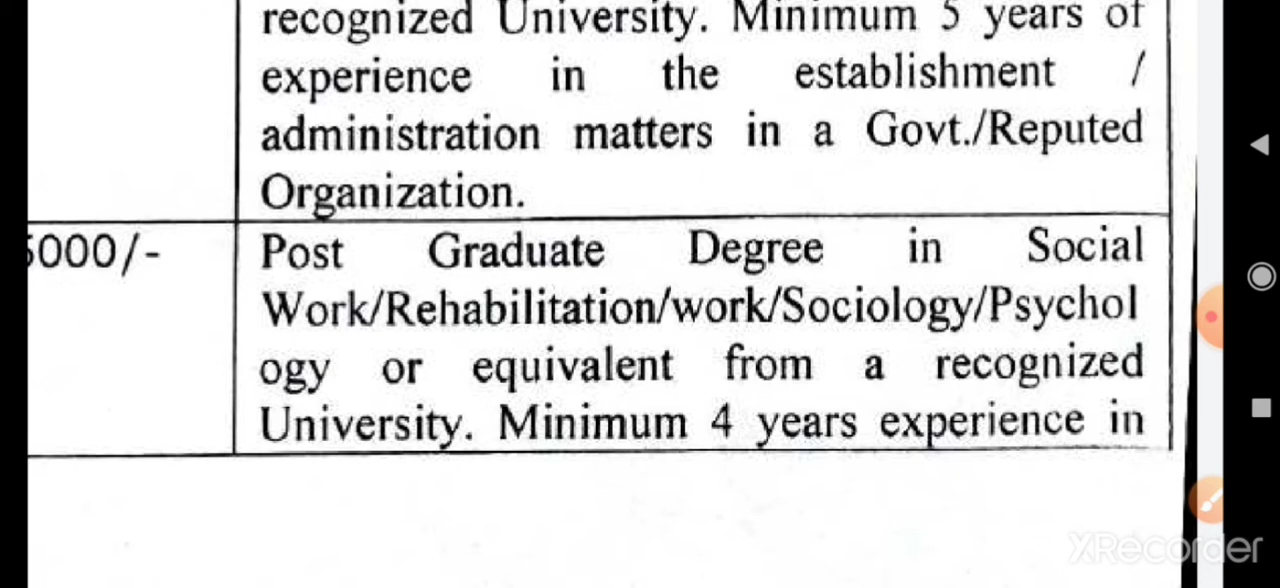 recognized University. Minimum 5 years of
experience in the establishment /
administration matters in a Govt./Reputed
Organization.
5000/-
Post Graduate Degree in Social
Work/Rehabilitation/work/Sociology/Psychol
ogy or equivalent from a recognized
University. Minimum 4 years experience in
XRecorder